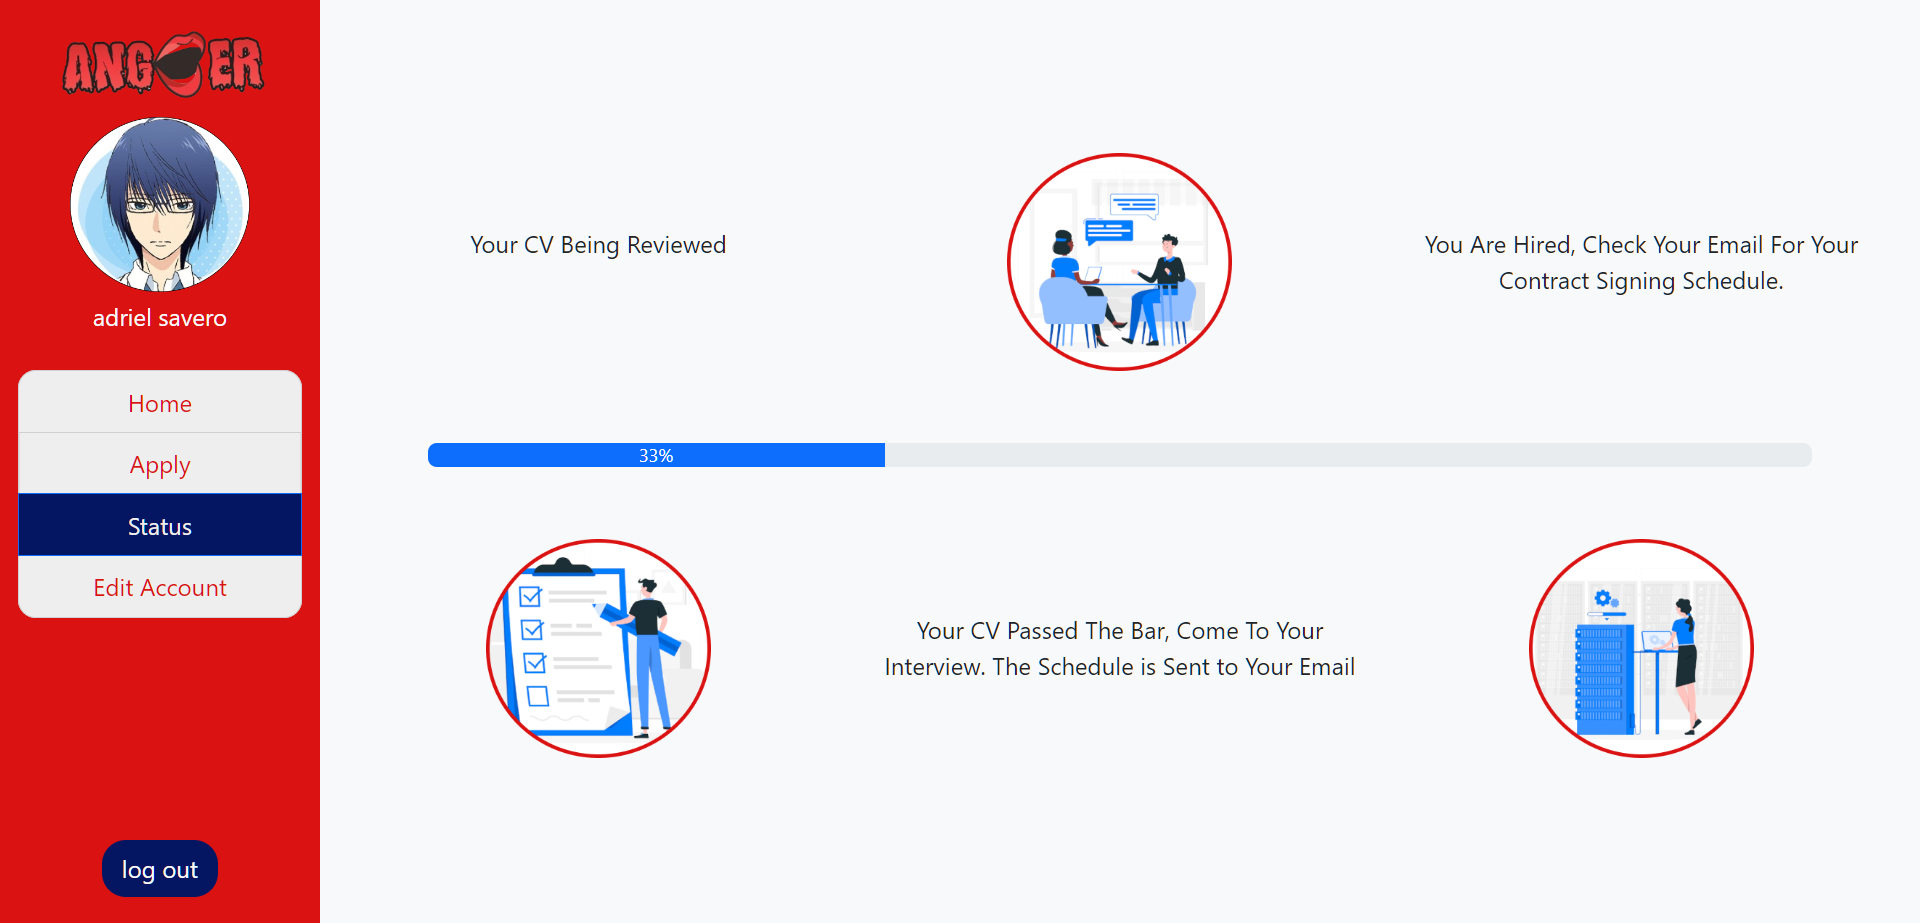 ANGER
adriel savero
Home
Apply
Status
Edit Account
log out
Your CV Being Reviewed
You Are Hired, Check Your Email For Your
Contract Signing Schedule.
33%
Your CV Passed The Bar, Come To Your
Interview. The Schedule is Sent to Your Email